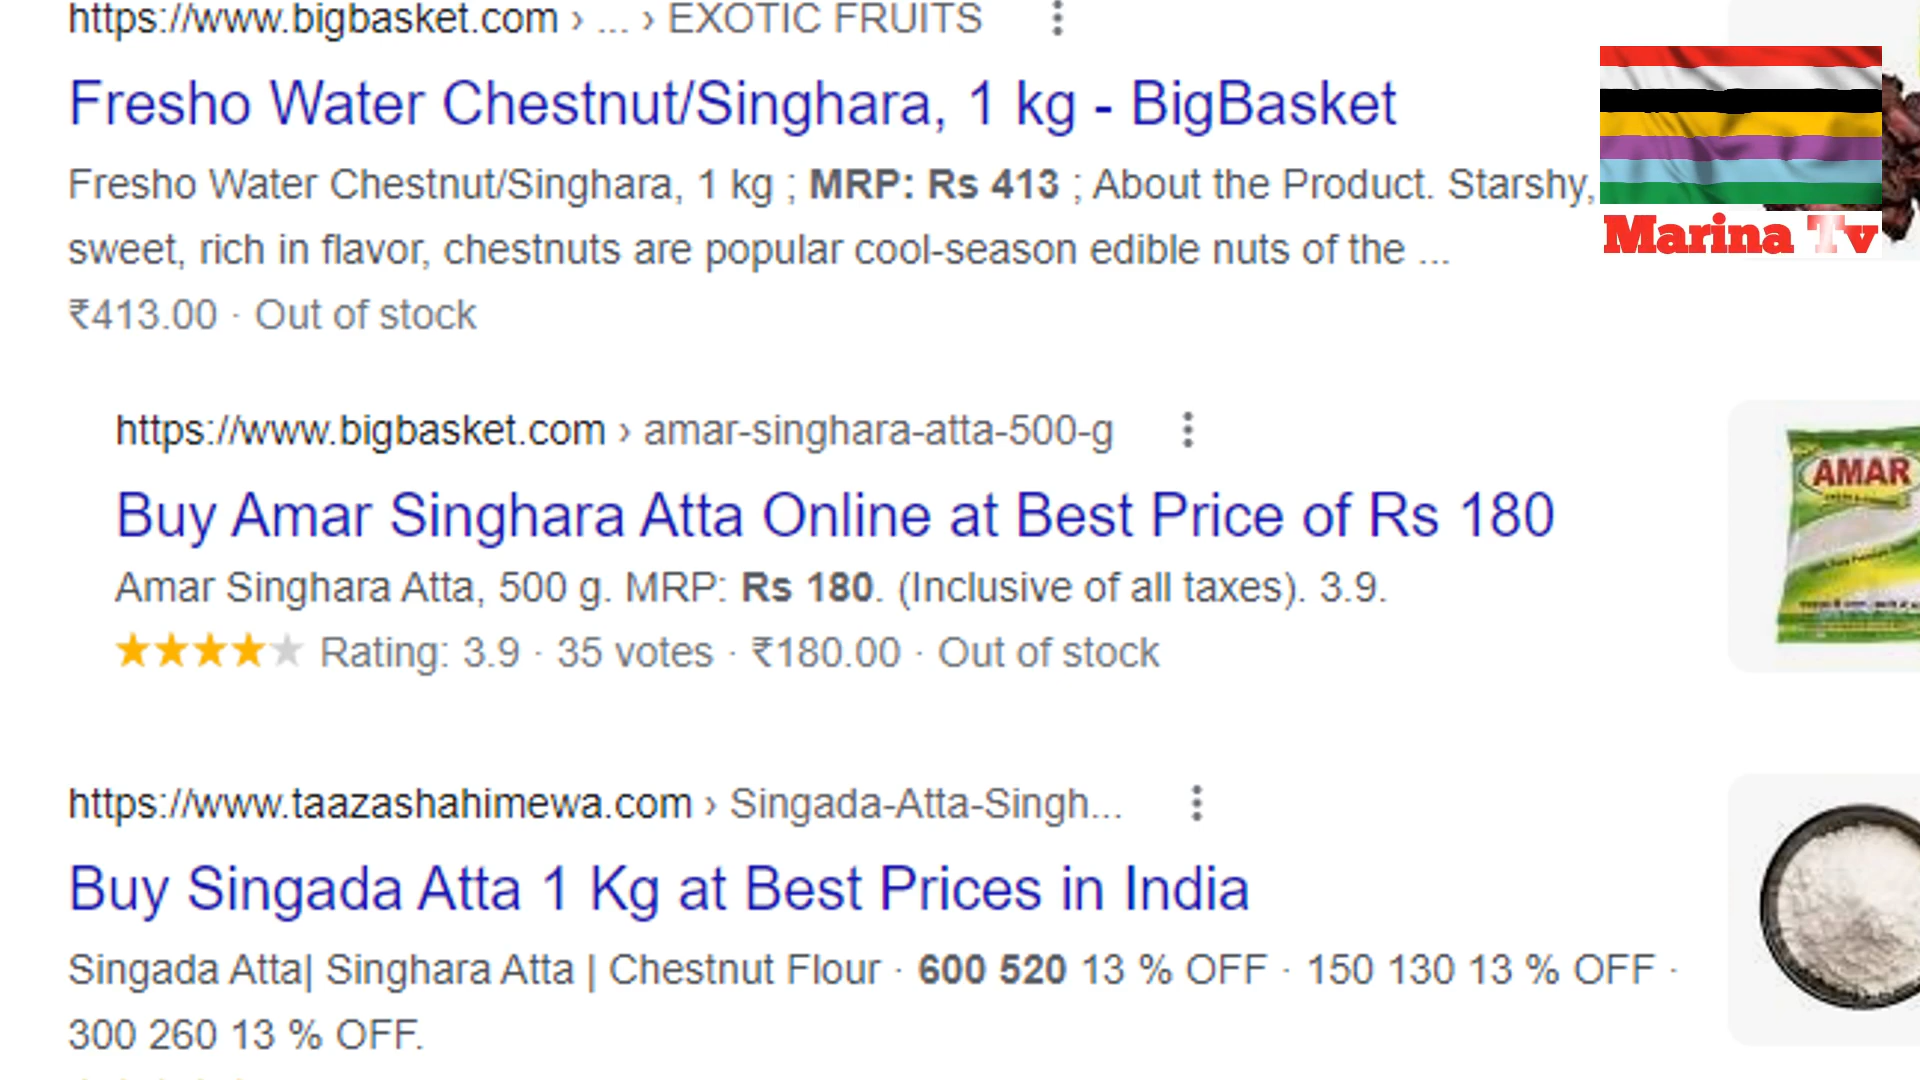 https://www.bigbasket.com › ... › EXOTIC FRUITS
Fresho Water Chestnut/Singhara, 1 kg - BigBasket
Fresho Water Chestnut/Singhara, 1 kg ; MRP: Rs 413 ; About the Product. Starshy,
sweet, rich in flavor, chestnuts are popular cool-season edible nuts of the ...
₹413.00 · Out of stock
Marina Tv
https://www.bigbasket.com › amar-singhara-atta-500-g
Buy Amar Singhara Atta Online at Best Price of Rs 180
Amar Singhara Atta, 500 g. MRP: Rs 180. (Inclusive of all taxes). 3.9.
Rating: 3.9 · 35 votes · ₹180.00 · Out of stock
AMAR
https://www.taazashahimewa.com › Singada-Atta-Singh...
Buy Singada Atta 1 Kg at Best Prices in India
Singada Atta| Singhara Atta | Chestnut Flour · 600 520 13 % OFF · 150 130 13 % OFF ·
300 260 13 % OFF.